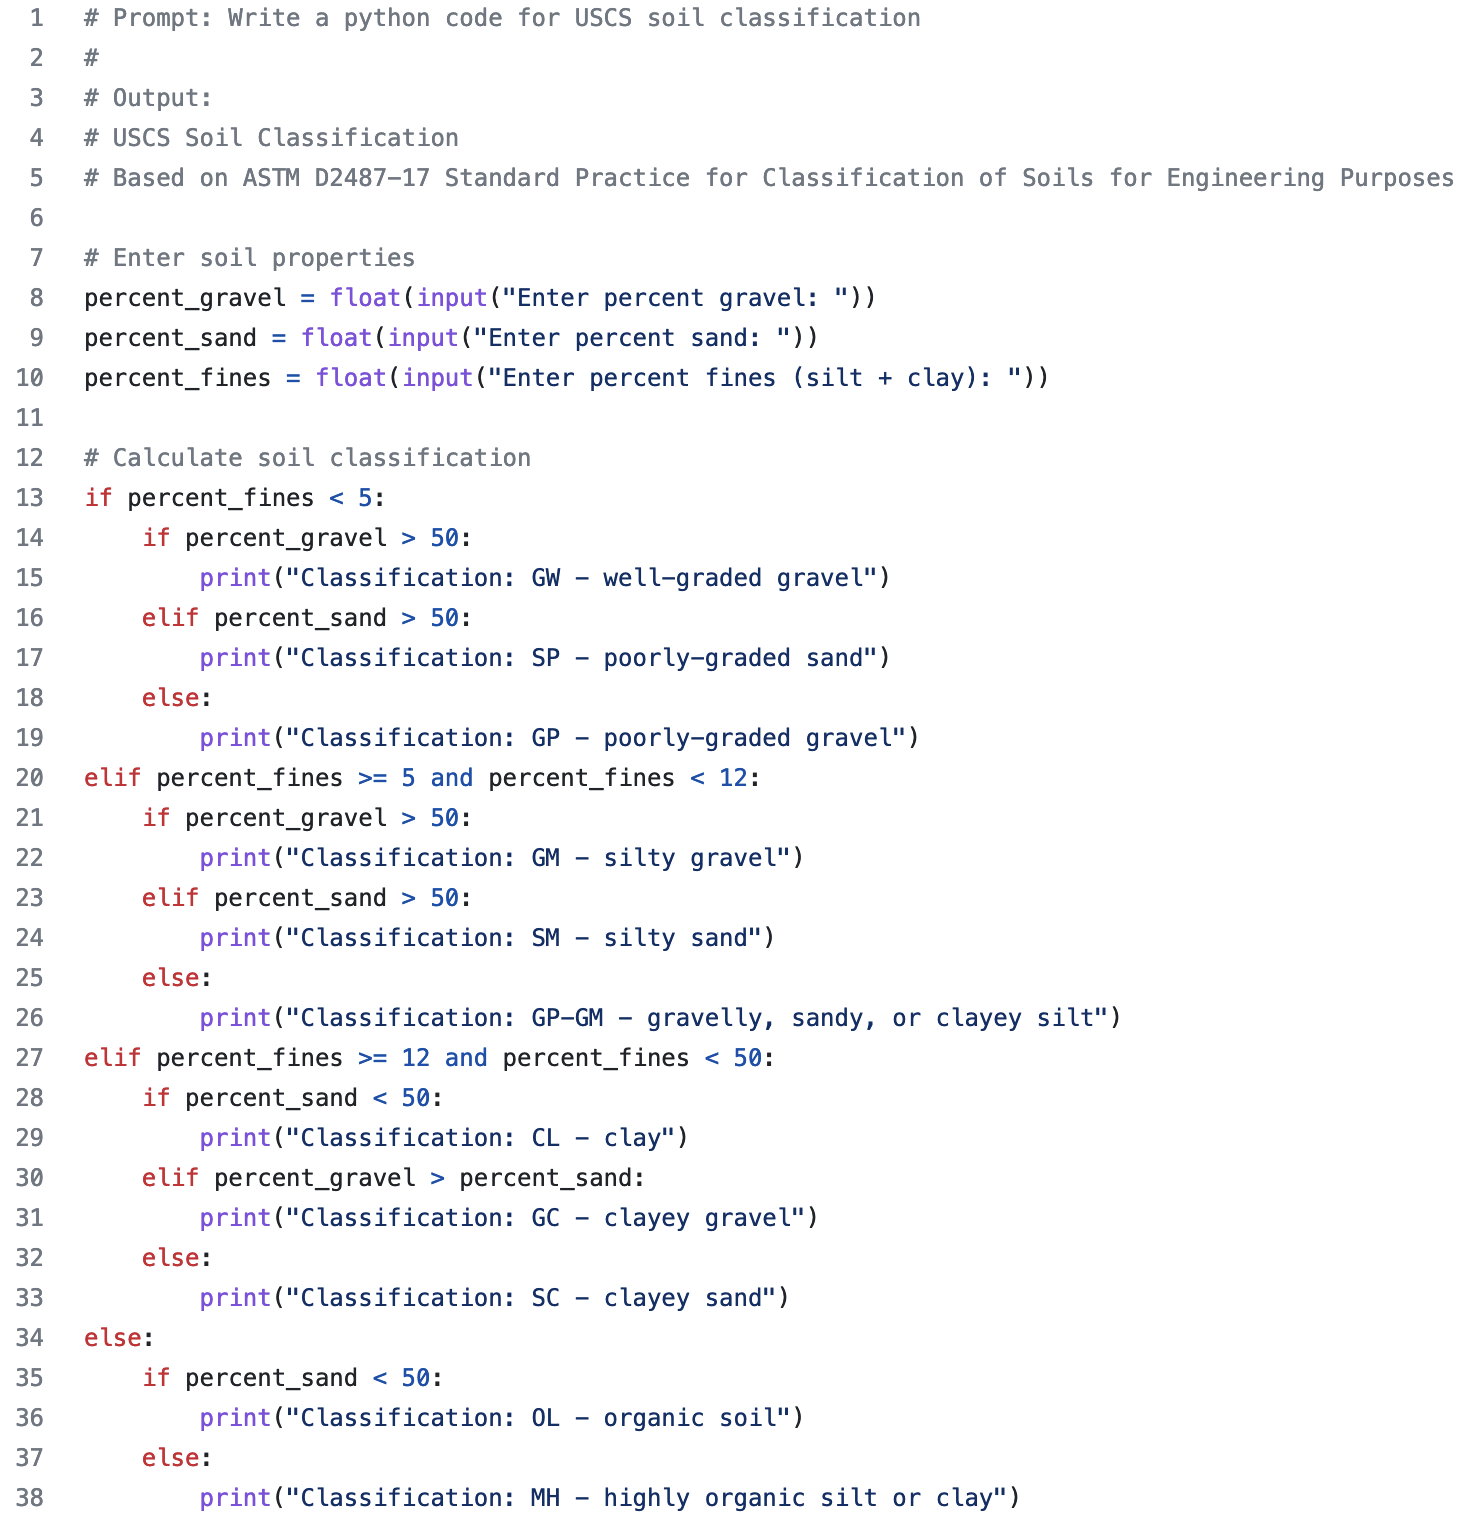 1 # Prompt: Write a python code for USCS soil classification
2 #
3 # Output:
4 # USCS Soil Classification
5 # Based on ASTM D2487-17 Standard Practice for Classification of Soils for Engineering Purposes
6
7 # Enter soil properties
8 percent_gravel = float(input("Enter percent gravel: "))
9 percent_sand = float(input("Enter percent sand: "))
10 percent_fines = float(input("Enter percent fines (silt + clay): "))
11
12 # Calculate soil classification
13 if percent_fines < 5:
14     if percent_gravel > 50:
15         print("Classification: GW - well-graded gravel")
16     elif percent_sand > 50:
17         print("Classification: SP - poorly-graded sand")
18     else:
19         print("Classification: GP - poorly-graded gravel")
20 elif percent_fines >= 5 and percent_fines < 12:
21     if percent_gravel > 50:
22         print("Classification: GM - silty gravel")
23     elif percent_sand > 50:
24         print("Classification: SM - silty sand")
25     else:
26         print("Classification: GP-GM - gravelly, sandy, or clayey silt")
27 elif percent_fines >= 12 and percent_fines < 50:
28     if percent_sand < 50:
29         print("Classification: CL - clay")
30     elif percent_gravel > percent_sand:
31         print("Classification: GC - clayey gravel")
32     else:
33         print("Classification: SC - clayey sand")
34 else:
35     if percent_sand < 50:
36         print("Classification: OL - organic soil")
37     else:
38         print("Classification: MH - highly organic silt or clay")